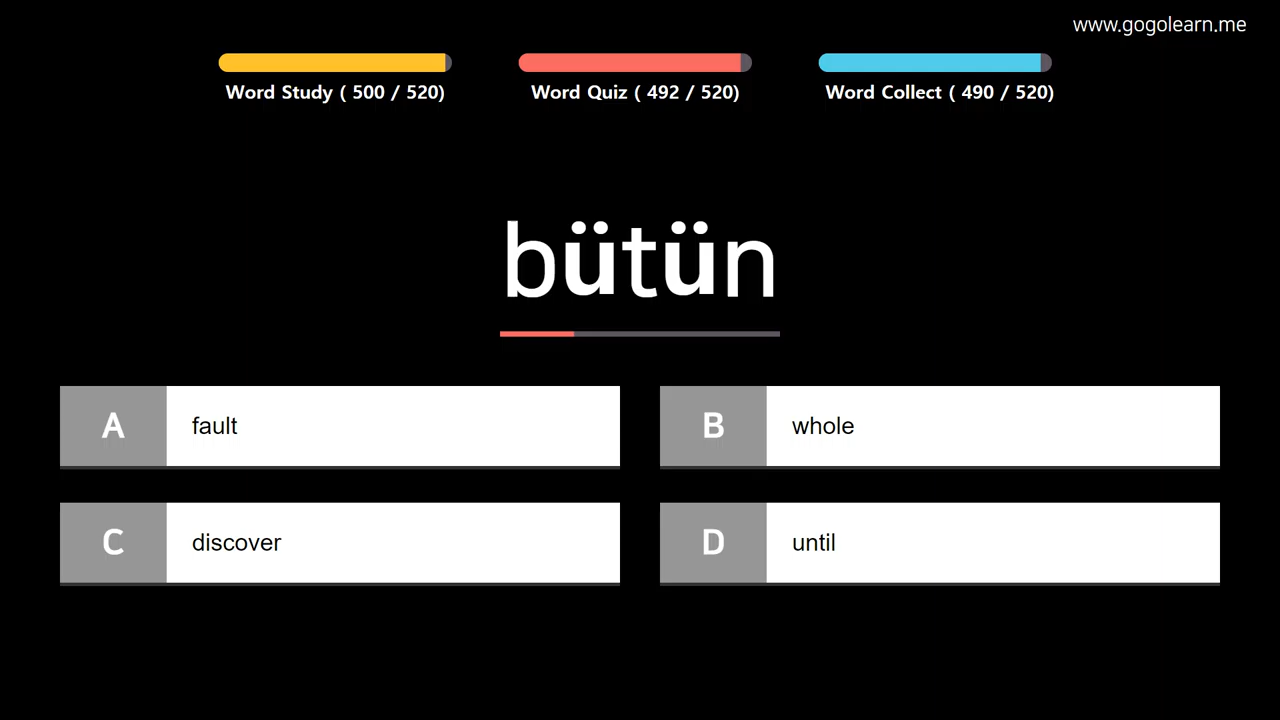 www.gogolearn.me
Word Study ( 500 / 520)
Word Quiz ( 492 / 520)
Word Collect ( 490 / 520)
bütün
A fault
B whole
C discover
D until